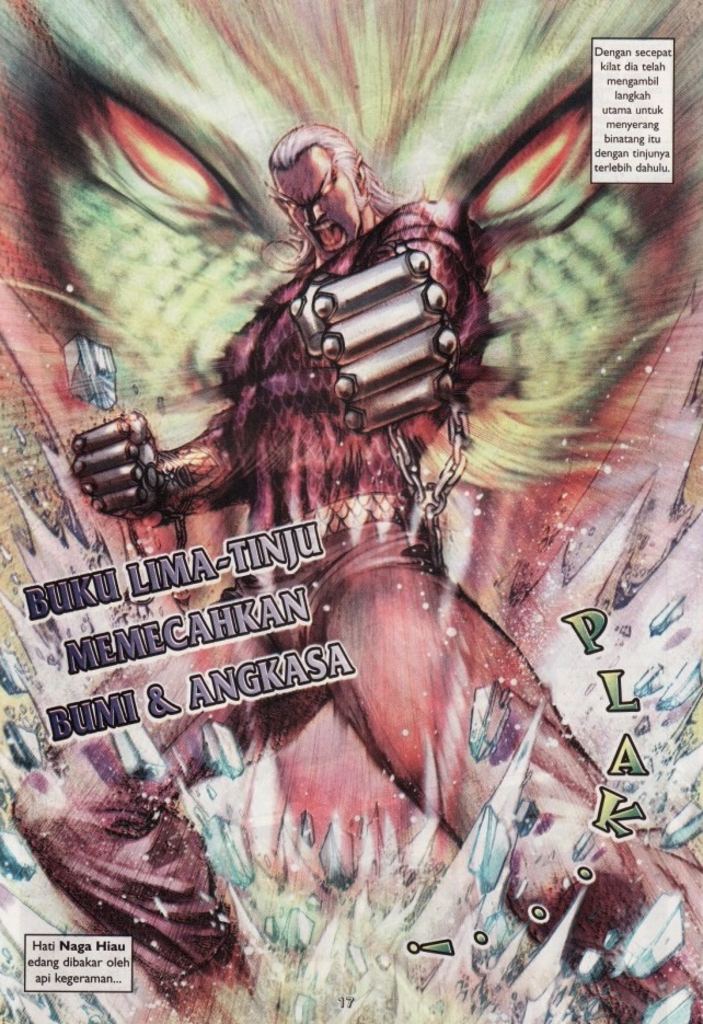 Dengan secepat
kilat dia telah
mengambil
langkah
utama untuk
menyerang
binatang itu
dengan tinjunya
terlebih dahulu.
BUKU LIMA-TINJU
MEMECAHKAN
BUMI & ANGKASA
PLAK....!
Hati Naga Hiau
edang dibakar oleh
api kegeraman...
17